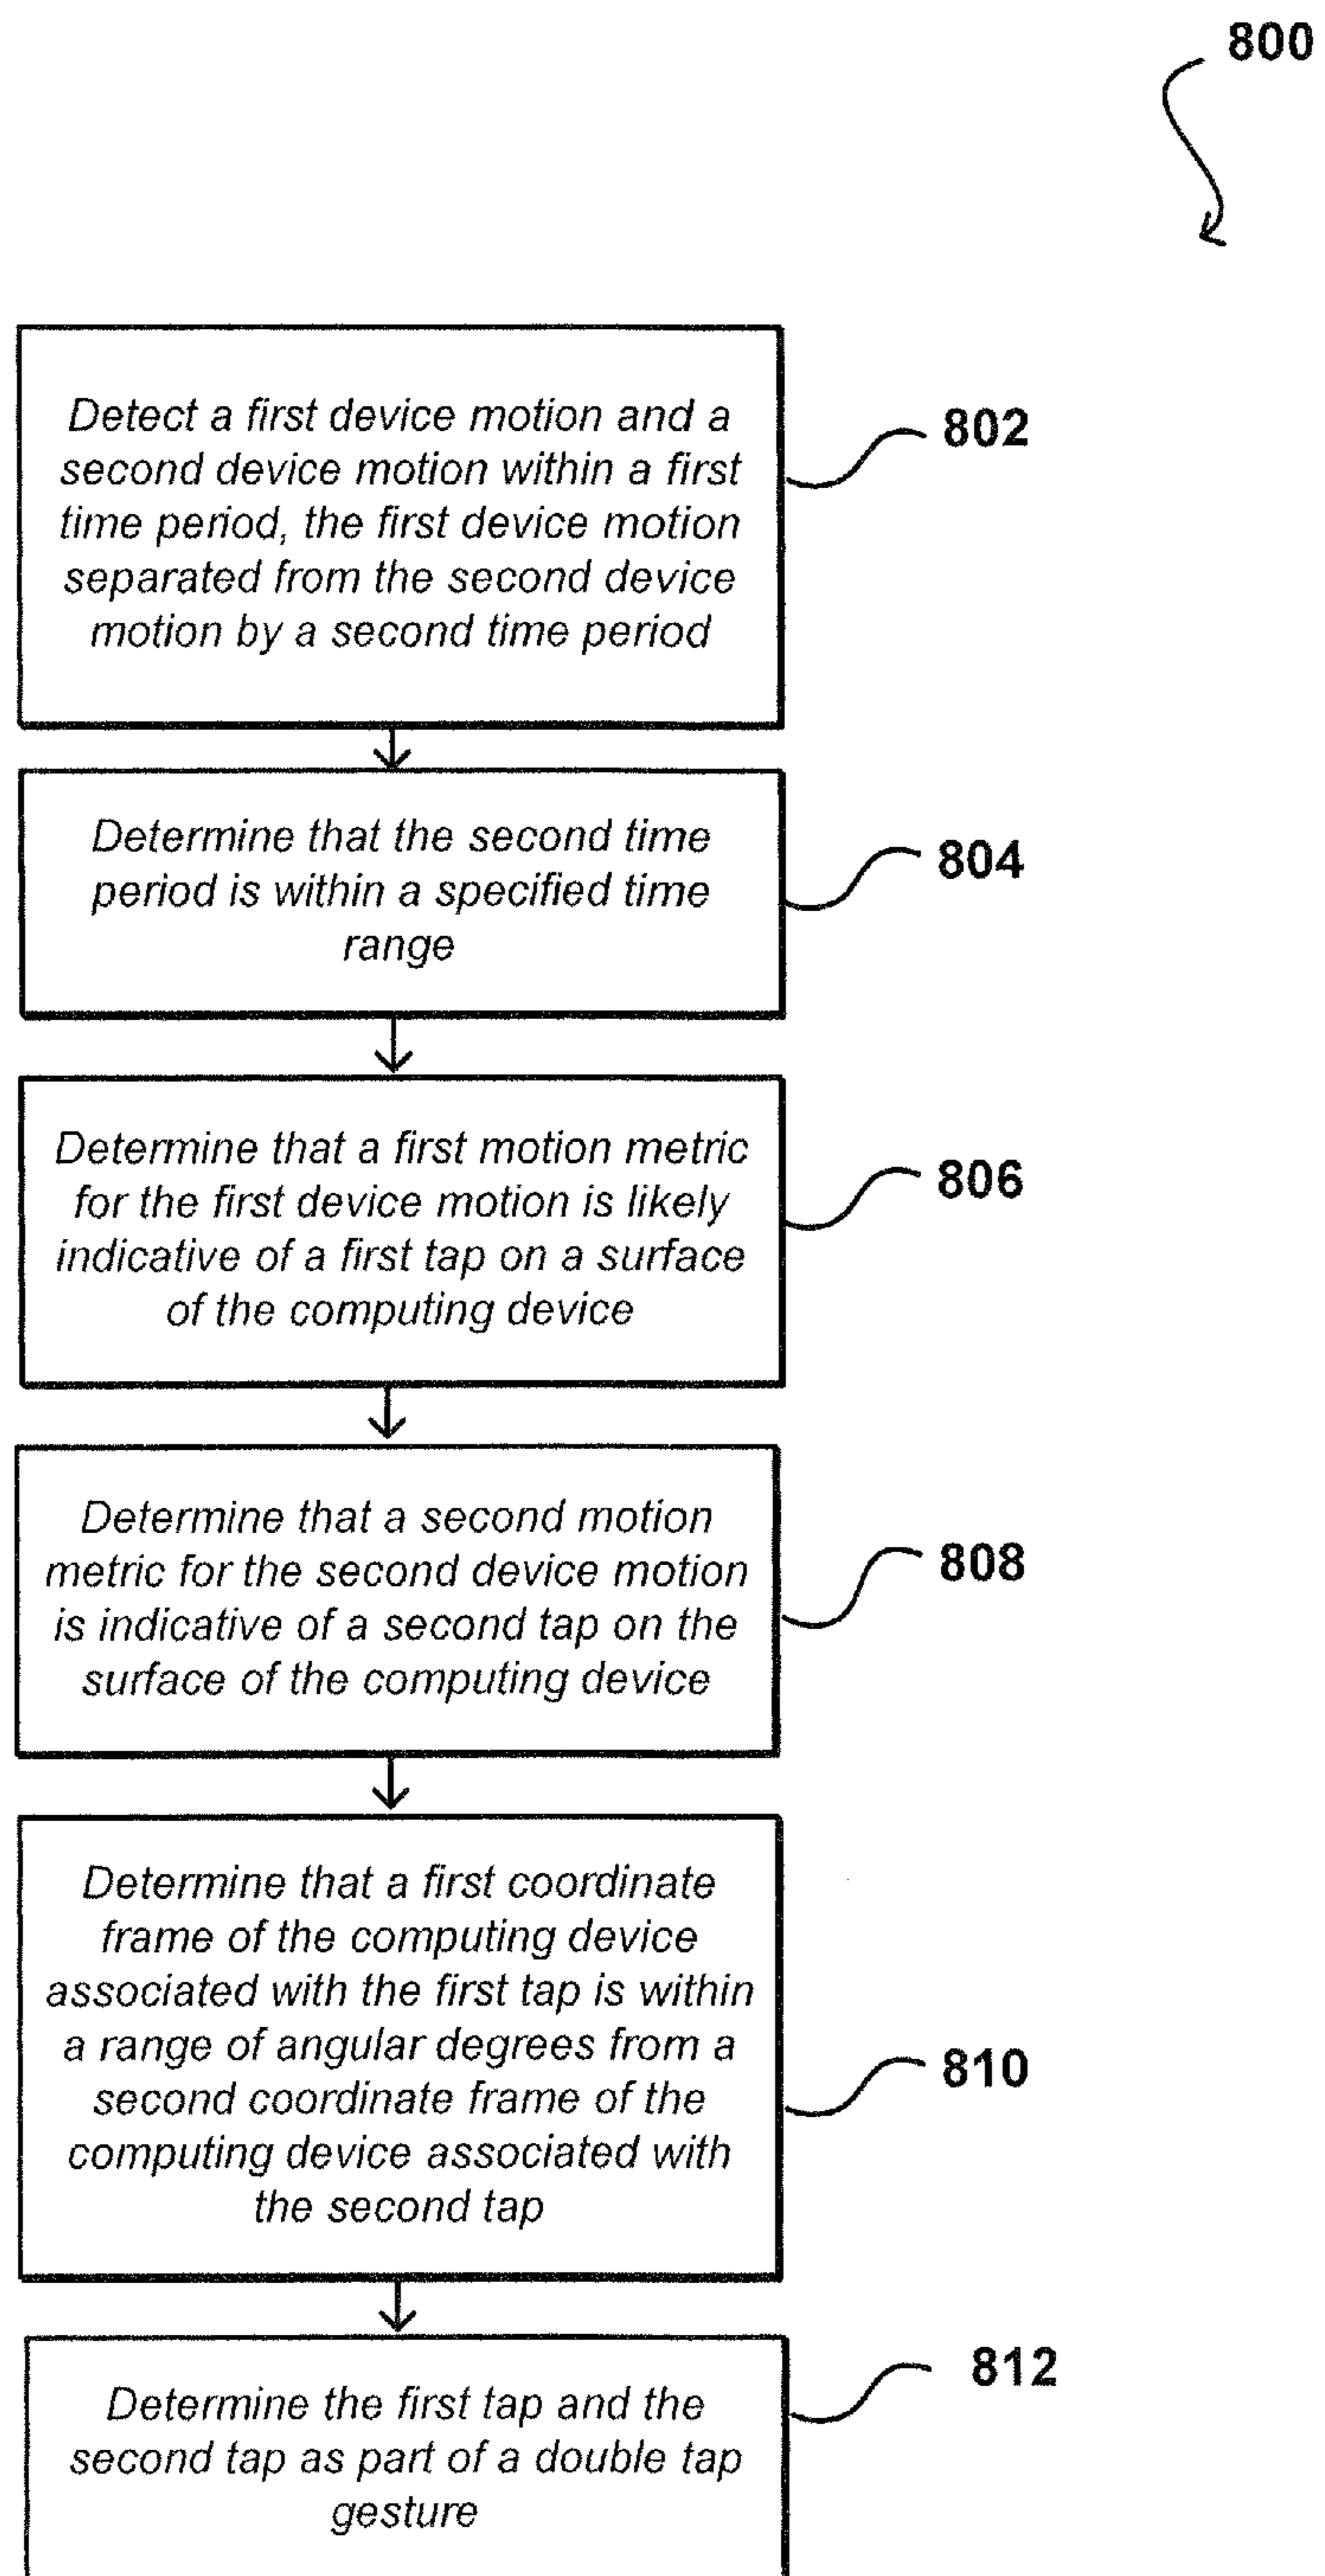 800
Detect a first device motion and a
second device motion within a first
time period, the first device motion
separated from the second device
motion by a second time period
802
Determine that the second time
period is within a specified time
range
804
Determine that a first motion metric
for the first device motion is likely
indicative of a first tap on a surface
of the computing device
806
Determine that a second motion
metric for the second device motion
is indicative of a second tap on the
surface of the computing device
808
Determine that a first coordinate
frame of the computing device
associated with the first tap is within
a range of angular degrees from a
second coordinate frame of the
computing device associated with
the second tap
810
Determine the first tap and the
second tap as part of a double tap
gesture
812